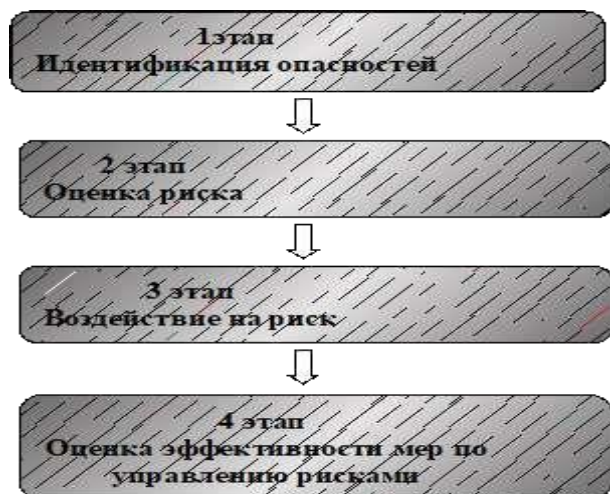 1этап
Идентификация опасностей
2 этап
Оценка риска
3 этап
Воздействие на риск
4 этап
Оценка эффективности мер по
управлению рисками